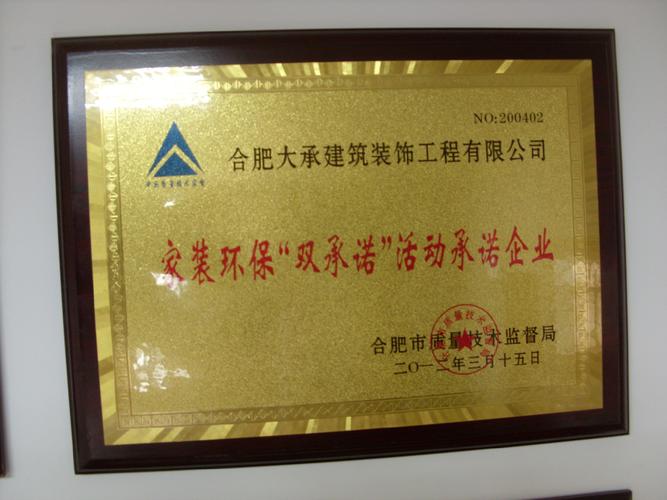 NO:200402
合肥大承建筑装饰工程有限公司
家装环保“双承诺”活动承诺企业
合肥市质量技术监督局
二〇一一年三月十五日